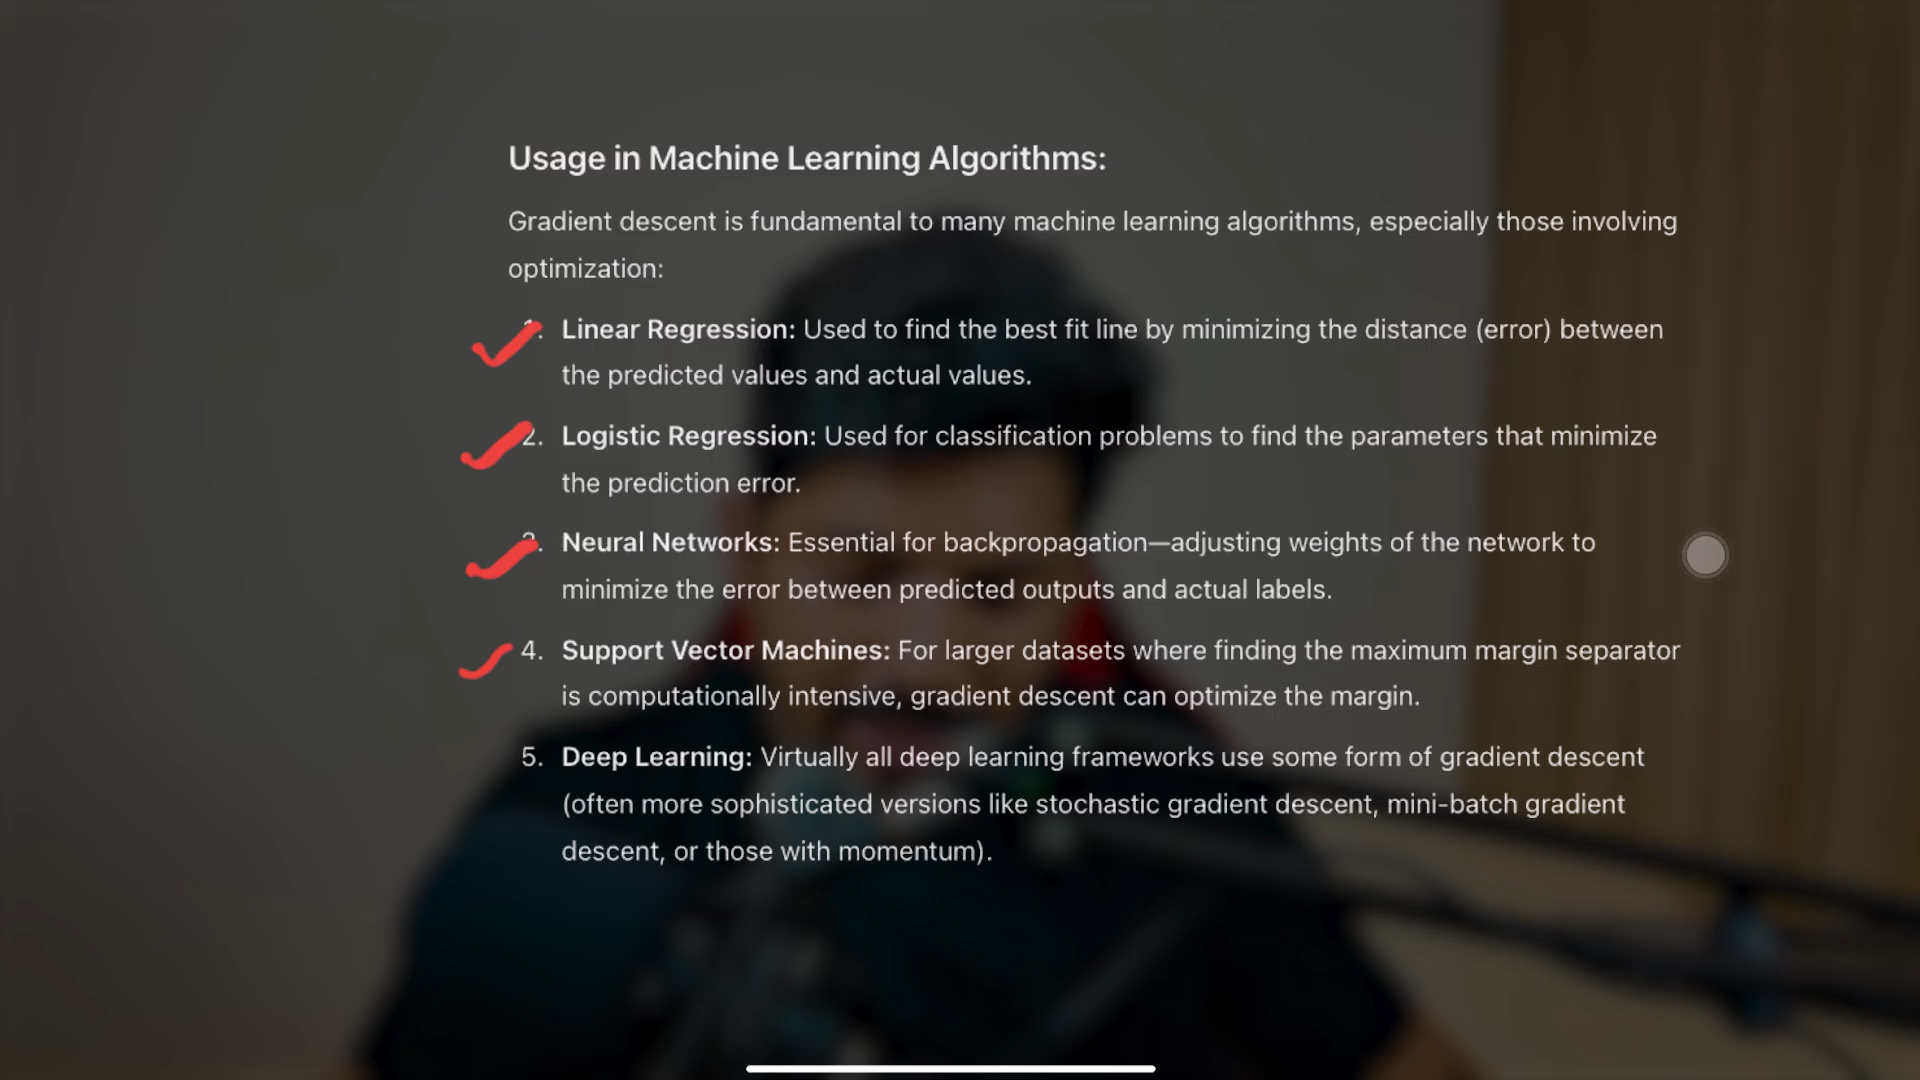 Usage in Machine Learning Algorithms:
Gradient descent is fundamental to many machine learning algorithms, especially those involving
optimization:
1. Linear Regression: Used to find the best fit line by minimizing the distance (error) between
the predicted values and actual values.
2. Logistic Regression: Used for classification problems to find the parameters that minimize
the prediction error.
3. Neural Networks: Essential for backpropagation—adjusting weights of the network to
minimize the error between predicted outputs and actual labels.
4. Support Vector Machines: For larger datasets where finding the maximum margin separator
is computationally intensive, gradient descent can optimize the margin.
5. Deep Learning: Virtually all deep learning frameworks use some form of gradient descent
(often more sophisticated versions like stochastic gradient descent, mini-batch gradient
descent, or those with momentum).